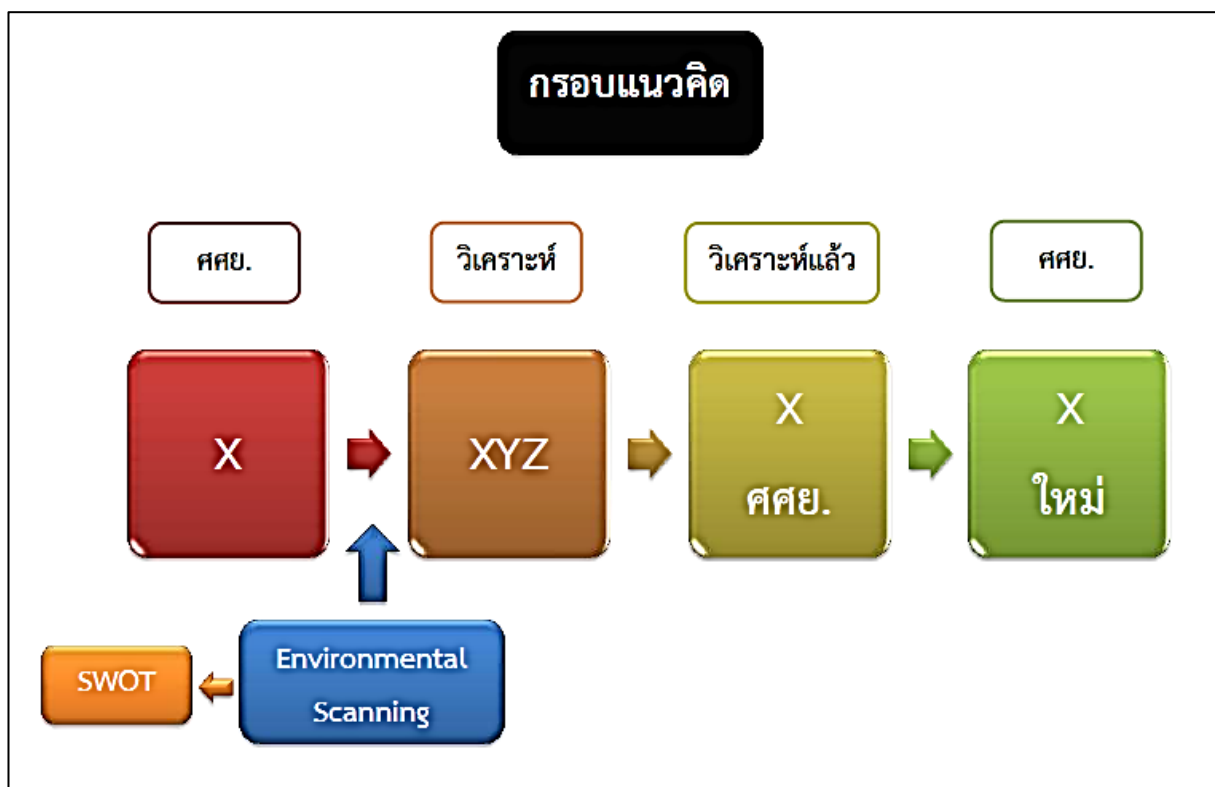 กรอบแนวคิด
ศศย.
วิเคราะห์
วิเคราะห์แล้ว
ศศย.
X
XYZ
X
ศศย.
X
ใหม่
Environmental
Scanning
SWOT